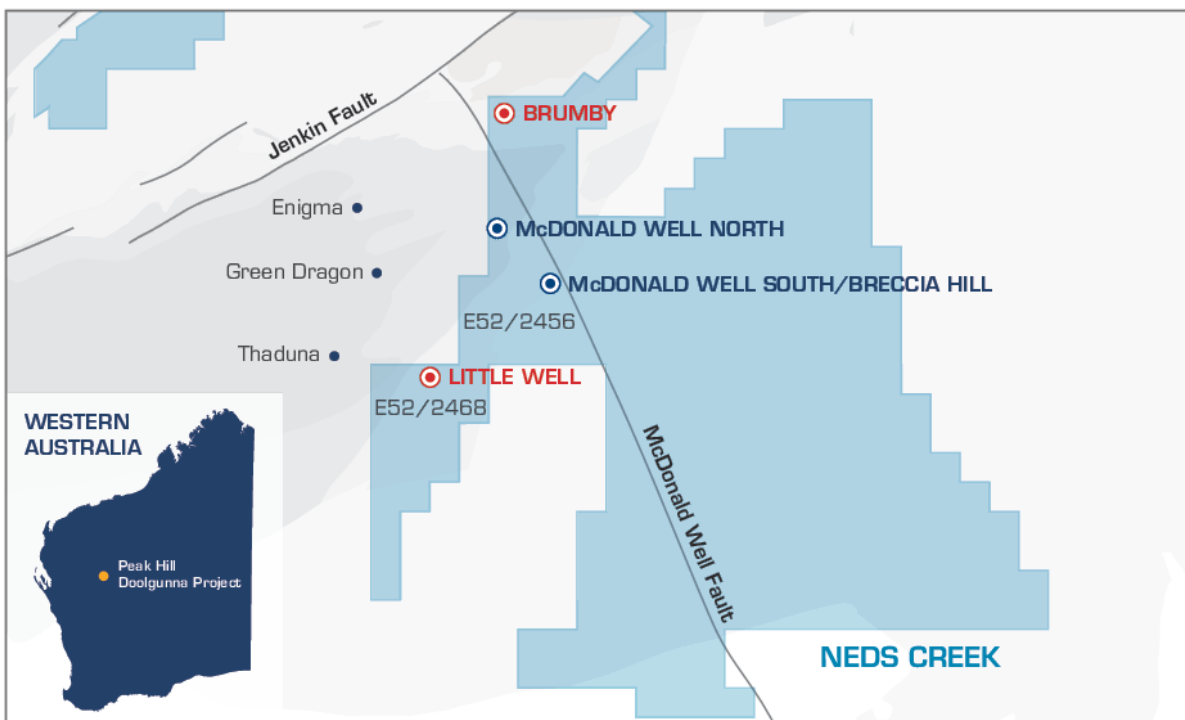 BRUMBY
Jenkin Fault
Enigma
McDONALD WELL NORTH
Green Dragon
McDONALD WELL SOUTH/BRECCIA HILL
E52/2456
Thaduna
LITTLE WELL
E52/2468
WESTERN
AUSTRALIA
McDonald Well Fault
Peak Hill
Doolgunna Project
NEDS CREEK